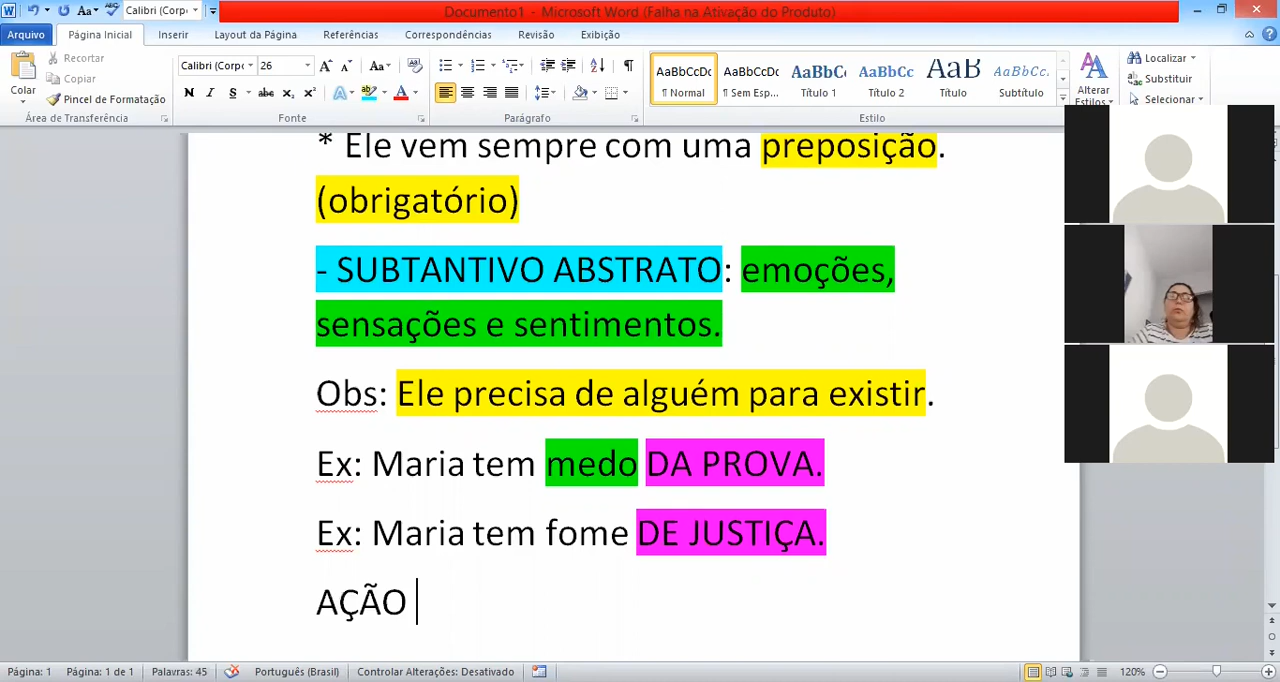 Documento1 - Microsoft Word (Falha na Ativação do Produto)
Calibri (Corp
Arquivo Página Inicial Inserir Layout da Página Referências Correspondências Revisão Exibição
Recortar
Copiar
Pincel de Formatação
Colar
Área de Transferência
Calibri (Corpo 26
N I S abc x₂ x²
Fonte
Parágrafo
AaBbCcDc AaBbCcDc AaBbC AaBbCc AaB AaBbCc.
¶ Normal ¶ Sem Esp... Título 1 Título 2 Título Subtítulo
Alterar Estilos
Estilo
Localizar
Substituir
Selecionar
* Ele vem sempre com uma preposição.
(obrigatório)
- SUBTANTIVO ABSTRATO: emoções,
sensações e sentimentos.
Obs: Ele precisa de alguém para existir.
Ex: Maria tem medo DA PROVA.
Ex: Maria tem fome DE JUSTIÇA.
AÇÃO
Página: 1 Página: 1 de 1 Palavras: 45 Português (Brasil) Controlar Alterações: Desativado 120%